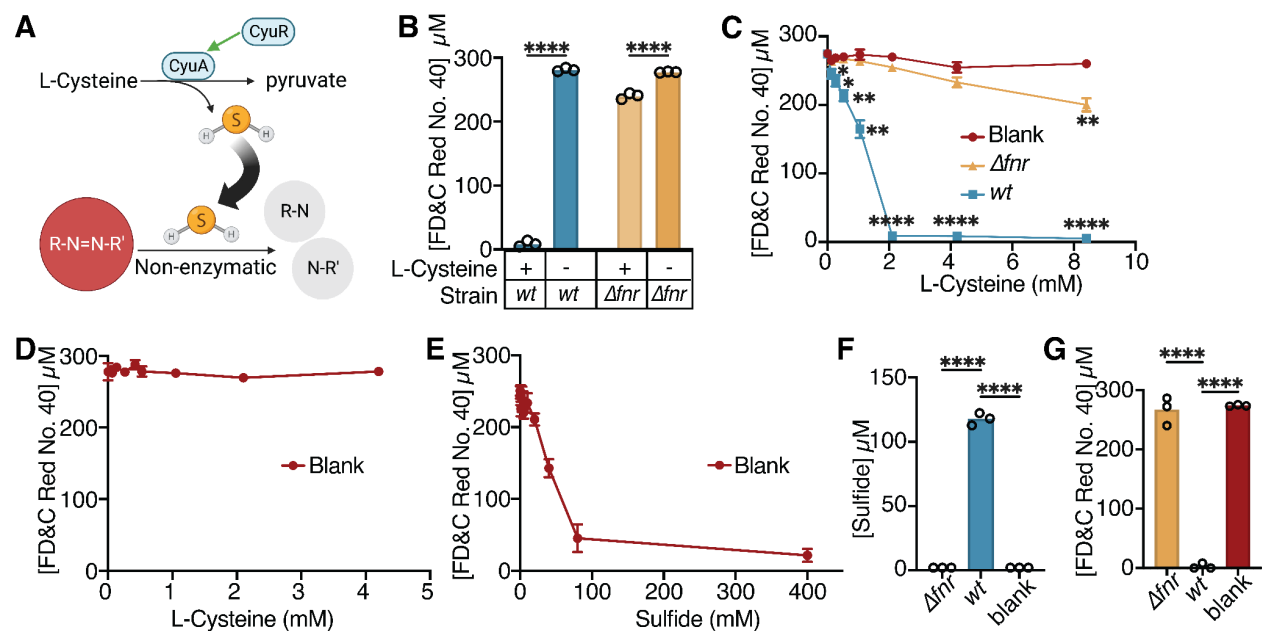 A
CyuR
CyuA
L-Cysteine
pyruvate
S
H
H
R-N=N-R'
S
H
H
Non-enzymatic
R-N
N-R'
B
[FD&C Red No. 40] µM
300
200
100
0
****
****
L-Cysteine + - + -
Strain wt wt Δfnr Δfnr
C
[FD&C Red No. 40] µM
300
200
100
0
*
*
**
**
**
****
****
****
Blank
Δfnr
wt
0 2 4 6 8 10
L-Cysteine (mM)
D
[FD&C Red No. 40] µM
300
200
100
0
Blank
0 1 2 3 4 5
L-Cysteine (mM)
E
[FD&C Red No. 40] µM
300
200
100
0
Blank
0 100 200 300 400
Sulfide (mM)
F
[Sulfide] µM
150
100
50
0
****
****
Δfnr wt blank
G
[FD&C Red No. 40] µM
300
200
100
0
****
****
Δfnr wt blank